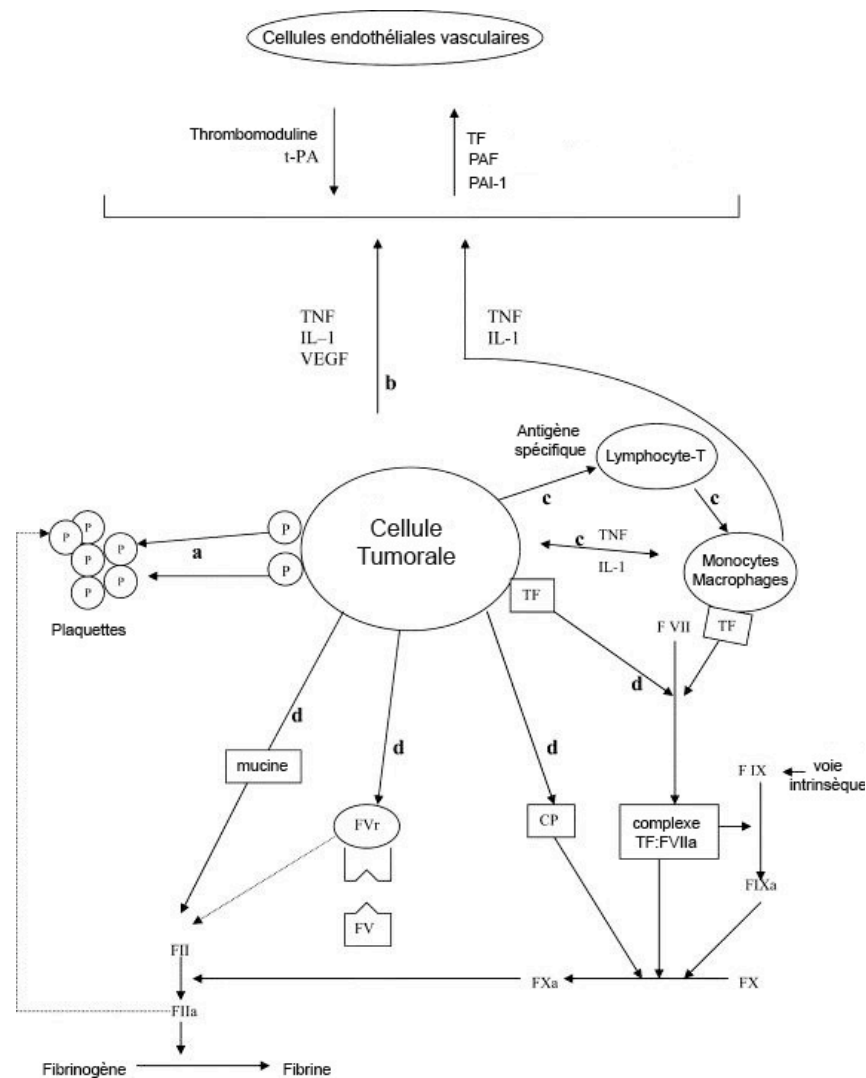 Cellules endothéliales vasculaires
Thrombomoduline
t-PA
TF
PAF
PAI-1
TNF
IL-1
VEGF
b
TNF
IL-1
Antigène
spécifique
Lymphocyte-T
c
c
Cellule
Tumorale
P
P
a
P
P
P
P
P
P
Plaquettes
c
TNF
IL-1
Monocytes
Macrophages
TF
TF
F VII
d
d
d
d
mucine
FVr
FV
CP
complexe
TF:FVIIa
F IX
voie
intrinsèque
FIXa
FII
FXa
FX
FIIa
Fibrinogène
Fibrine